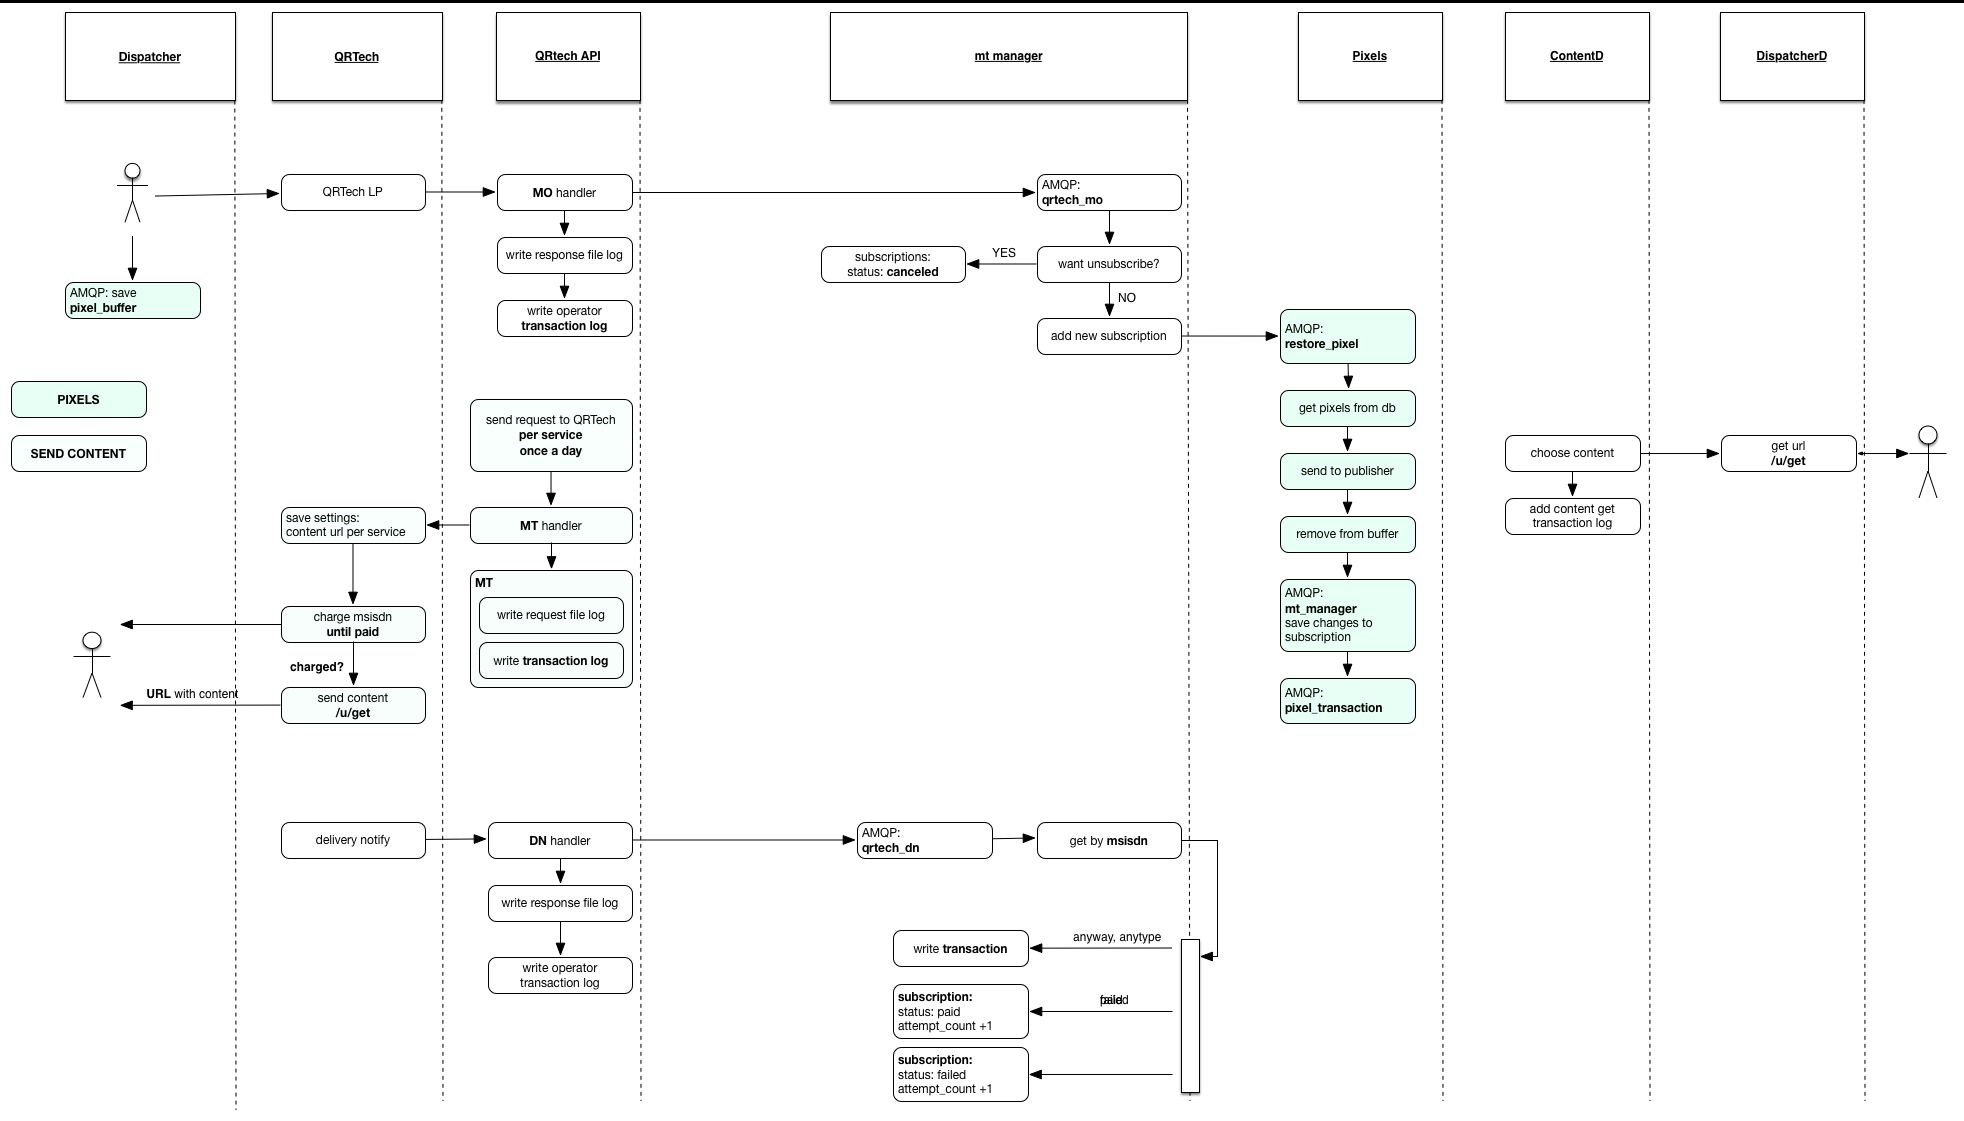 Dispatcher
QRTech
QRtech API
mt manager
Pixels
ContentD
DispatcherD
QRTech LP
MO handler
AMQP:
qrtech_mo
write response file log
subscriptions:
status: canceled
YES
want unsubscribe?
AMQP: save
pixel_buffer
NO
write operator
transaction log
add new subscription
AMQP:
restore_pixel
PIXELS
SEND CONTENT
send request to QRTech
per service
once a day
get pixels from db
send to publisher
choose content
get url
/u/get
save settings:
content url per service
MT handler
remove from buffer
add content get
transaction log
MT
write request file log
write transaction log
charge msisdn
until paid
charged?
URL with content
send content
/u/get
AMQP:
mt_manager
save changes to
subscription
AMQP:
pixel_transaction
delivery notify
DN handler
AMQP:
qrtech_dn
get by msisdn
write response file log
write operator
transaction log
write transaction
anyway, anytype
subscription:
status: paid
attempt_count +1
subscription:
status: failed
attempt_count +1